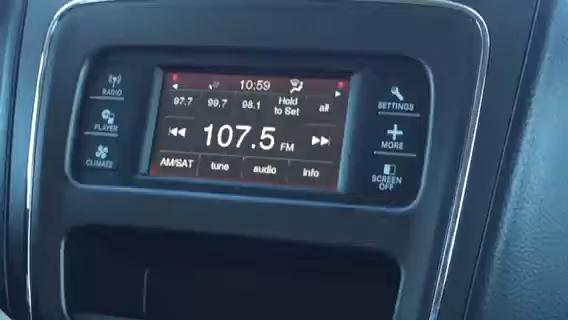 10:59
97.7 99.7 98.1 Hold to Set all
107.5 FM
AM/SAT tune audio info
RADIO
PLAYER
CLIMATE
SETTINGS
MORE
SCREEN
OFF